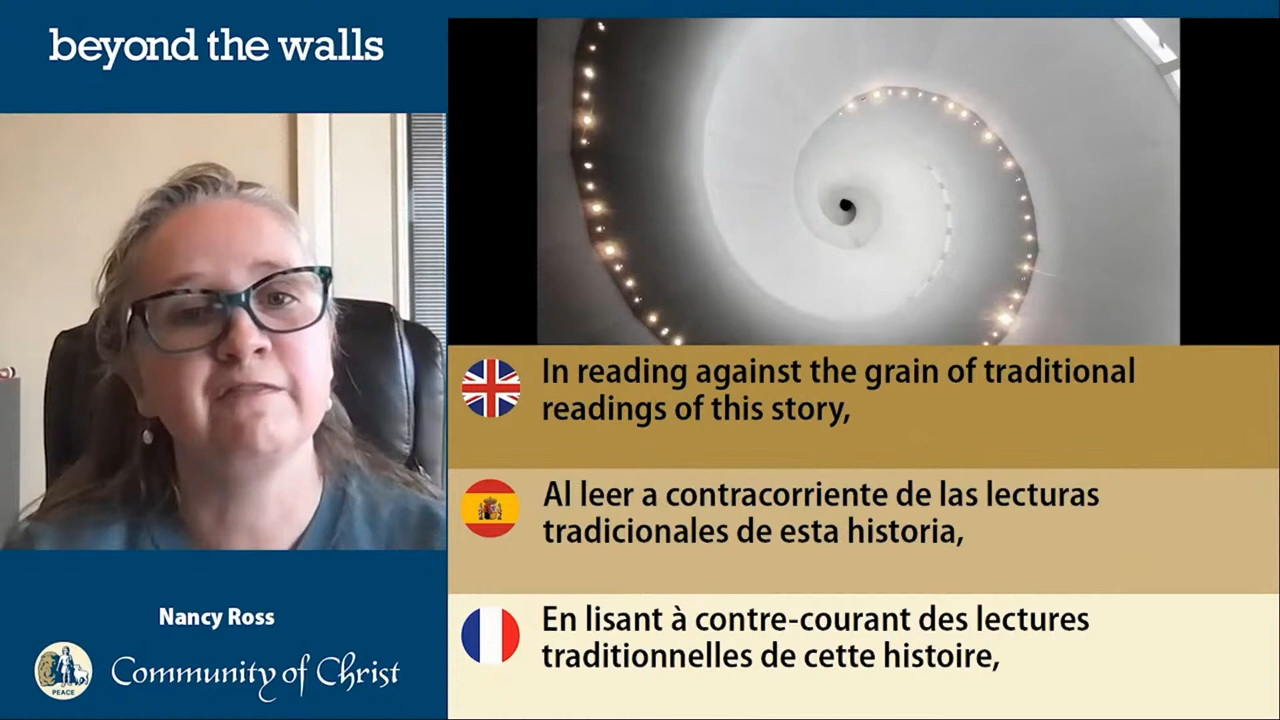 beyond the walls
In reading against the grain of traditional
readings of this story,
Al leer a contracorriente de las lecturas
tradicionales de esta historia,
En lisant à contre-courant des lectures
traditionnelles de cette histoire,
Nancy Ross
PEACE
Community of Christ